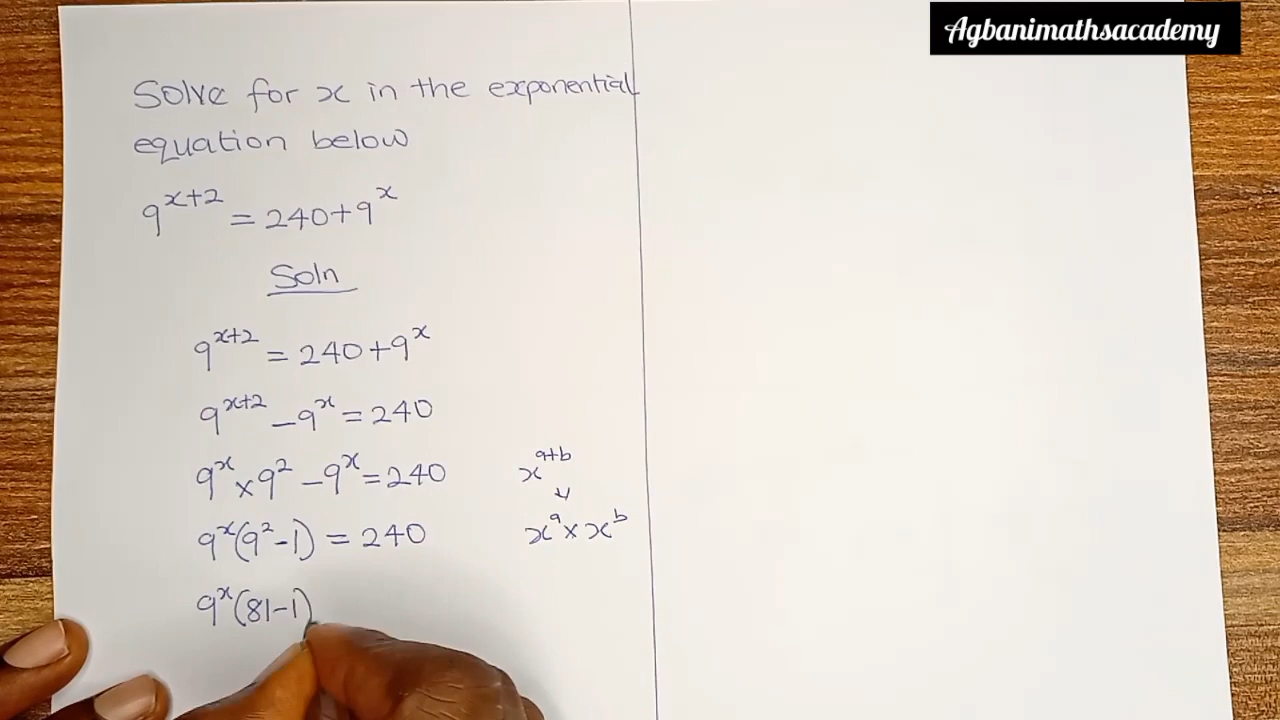 Agbanimathsacademy
Solve for x in the exponential
equation below
9^{x+2} = 240 + 9^x
Soln
9^{x+2} = 240 + 9^x
9^{x+2} - 9^x = 240
9^x × 9^2 - 9^x = 240
9^x(9^2 - 1) = 240
9^x(81 - 1)
x^{a+b}
↓
x^a × x^b